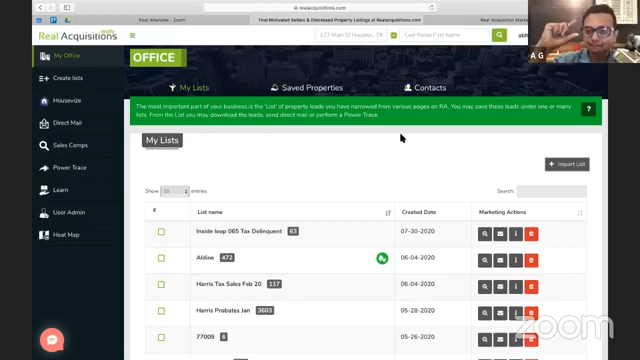 Post Attendee - Zoom
Find Motivated Sellers & Distressed Property Listings at Realacquisitions.com
Real Acquisition Market
realacquisitions.com
Real Acquisitions
123 Main St Houston, TX
Last Name First Name
abh
A G
My Office
Create lists
Housevize
Direct Mail
Sales Comps
Power Trace
Learn
User Admin
Heat Map
OFFICE
My Lists
Saved Properties
Contacts
The most important part of your business is the 'List' of property leads you have narrowed from various pages on RA. You may save these leads under one or many
lists. From the List you may download the leads, send direct mail or perform a Power Trace.
?
My Lists
+ Import List
Show 10 entries
Search:
# List name Created Date Marketing Actions
Inside loop 065 Tax Delinquent 63 07-30-2020
Aldine 472 06-04-2020
Harris Tax Sales Feb 20 117 06-04-2020
Harris Probates Jan 3603 05-28-2020
77009 6 05-26-2020
zoom